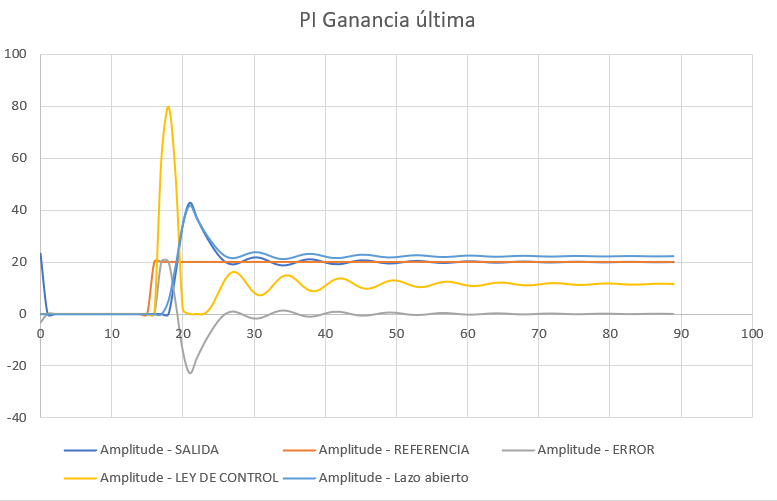 PI Ganancia última
100
80
60
40
20
0
-20
-40
0 10 20 30 40 50 60 70 80 90 100
Amplitude - SALIDA Amplitude - REFERENCIA Amplitude - ERROR
Amplitude - LEY DE CONTROL Amplitude - Lazo abierto